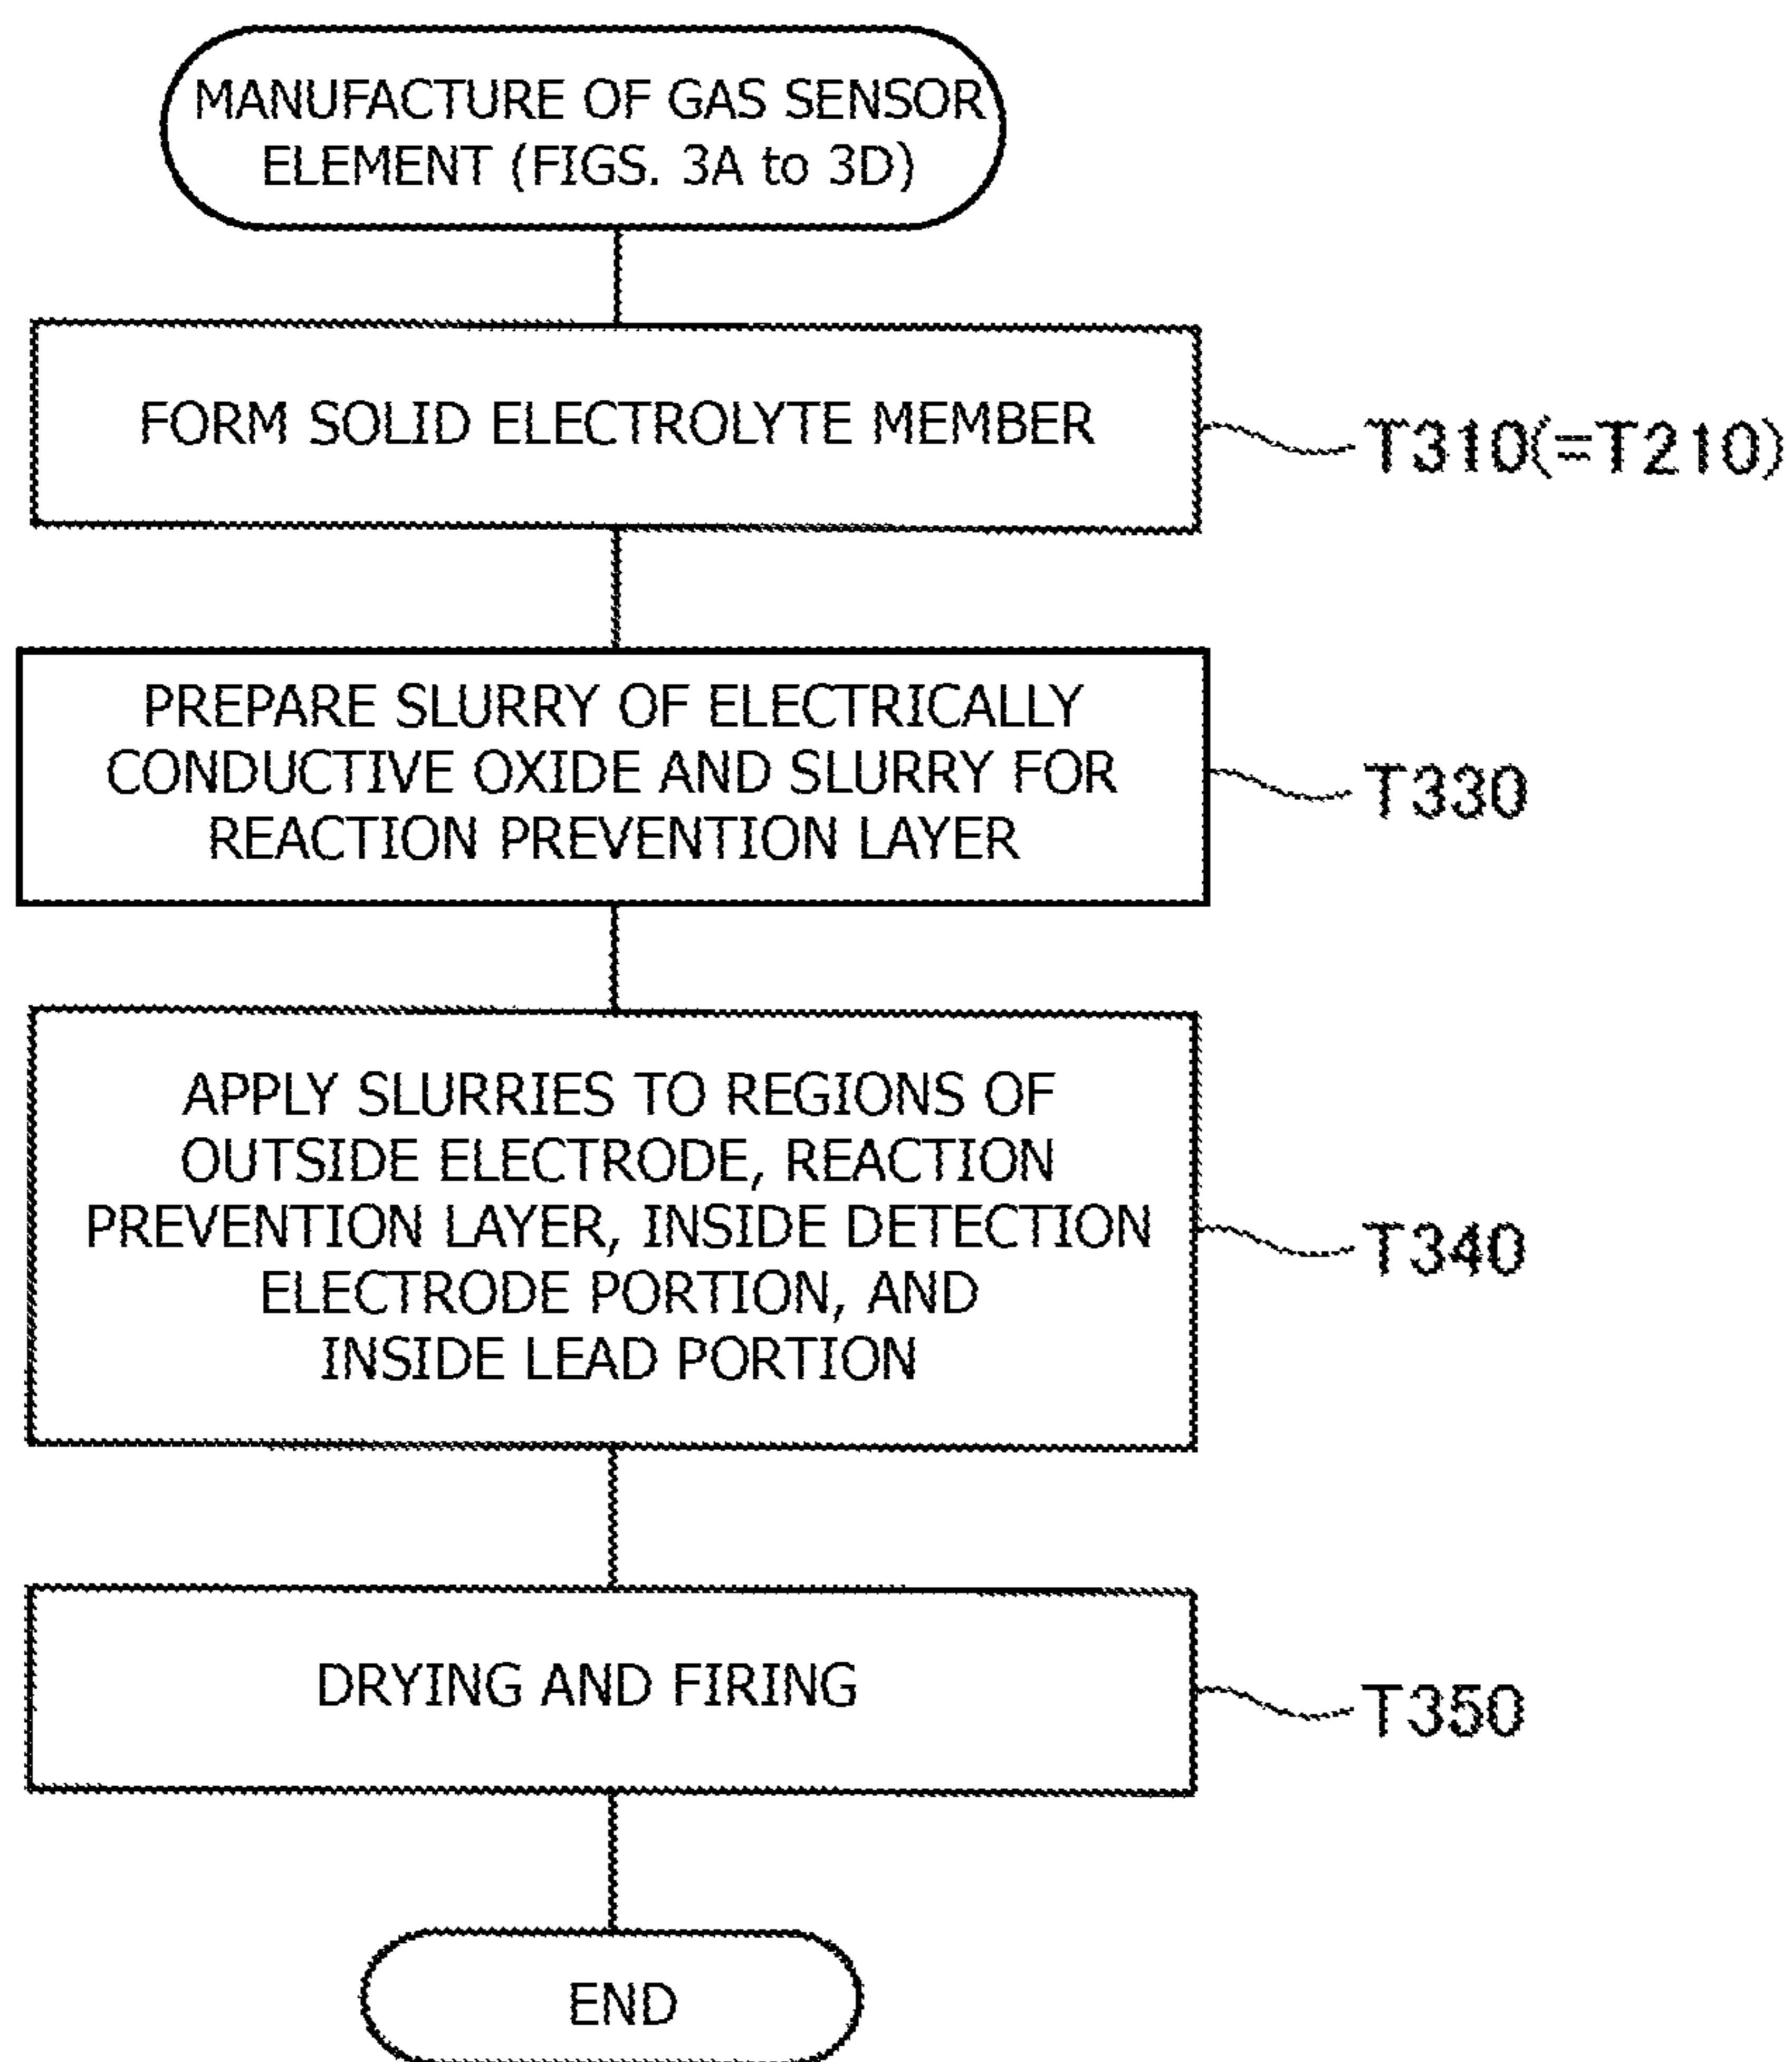 MANUFACTURE OF GAS SENSOR
ELEMENT (FIGS. 3A to 3D)
FORM SOLID ELECTROLYTE MEMBER
T310(=T210)
PREPARE SLURRY OF ELECTRICALLY
CONDUCTIVE OXIDE AND SLURRY FOR
REACTION PREVENTION LAYER
T330
APPLY SLURRIES TO REGIONS OF
OUTSIDE ELECTRODE, REACTION
PREVENTION LAYER, INSIDE DETECTION
ELECTRODE PORTION, AND
INSIDE LEAD PORTION
T340
DRYING AND FIRING
T350
END